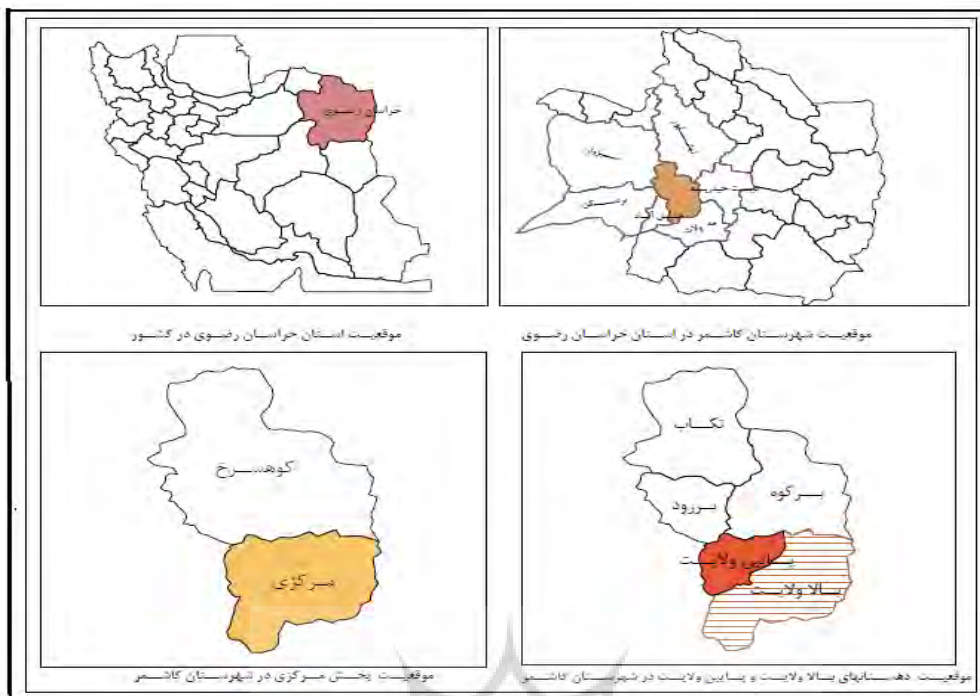 خراسان رضوی
موقعیت استان خراسان رضوی در کشور
موقعیت شهرستان کاشمر در استان خراسان رضوی
کوهسرخ
مرکزی
موقعیت بخش مرکزی در شهرستان کاشمر
تکاب
برکوه
بررود
پایین ولایت
بالا ولایت
موقعیت دهستانهای بالا ولایت و پایین ولایت در شهرستان کاشمر